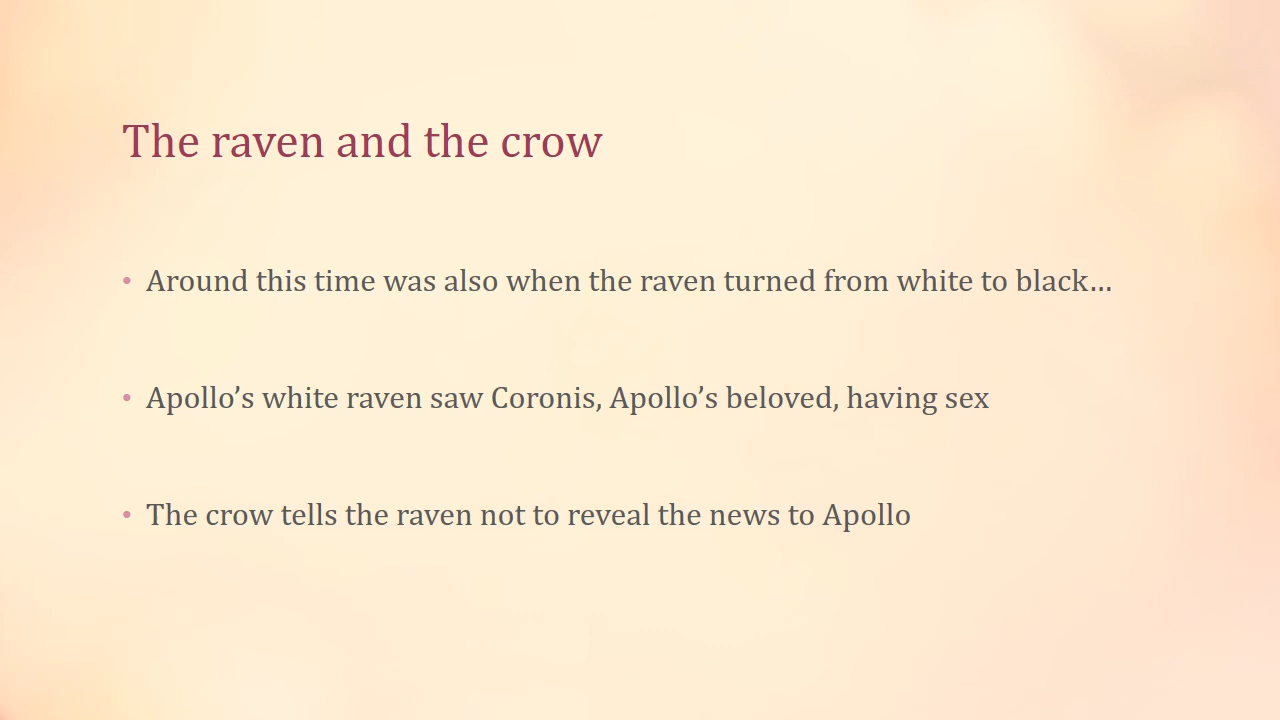 The raven and the crow
• Around this time was also when the raven turned from white to black…
• Apollo’s white raven saw Coronis, Apollo’s beloved, having sex
• The crow tells the raven not to reveal the news to Apollo